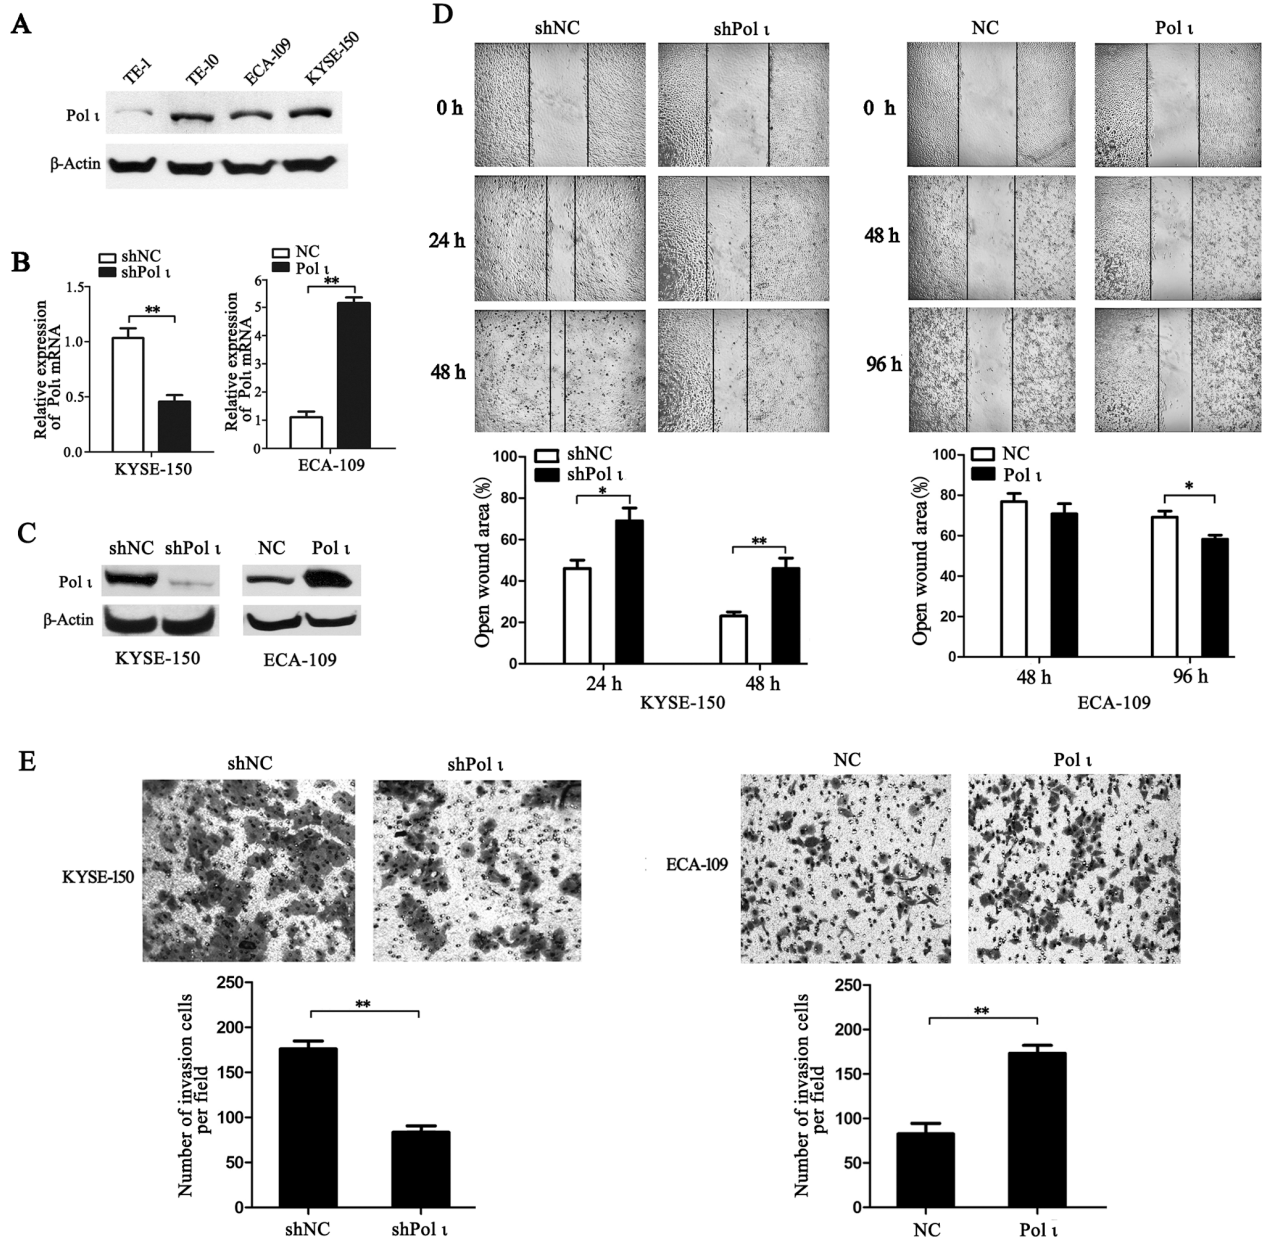 A
TE-1 TE-10 ECA-109 KYSE-150
Pol ι
β-Actin
B
shNC
shPol ι
Relative expression
of Polι mRNA
1.5
1.0
0.5
0.0
**
KYSE-150
NC
Pol ι
Relative expression
of Polι mRNA
6
5
4
3
2
1
0
**
ECA-109
C
shNC shPol ι NC Pol ι
Pol ι
β-Actin
KYSE-150 ECA-109
D
shNC shPol ι NC Pol ι
0 h
24 h
48 h
0 h
48 h
96 h
shNC
shPol ι
Open wound area (%)
100
80
60
40
20
0
*
**
24 h 48 h
KYSE-150
NC
Pol ι
Open wound area (%)
100
80
60
40
20
0
*
48 h 96 h
ECA-109
E
shNC shPol ι NC Pol ι
KYSE-150
ECA-109
Number of invasion cells
per field
250
200
150
100
50
0
**
shNC shPol ι
Number of invasion cells
per field
250
200
150
100
50
0
**
NC Pol ι